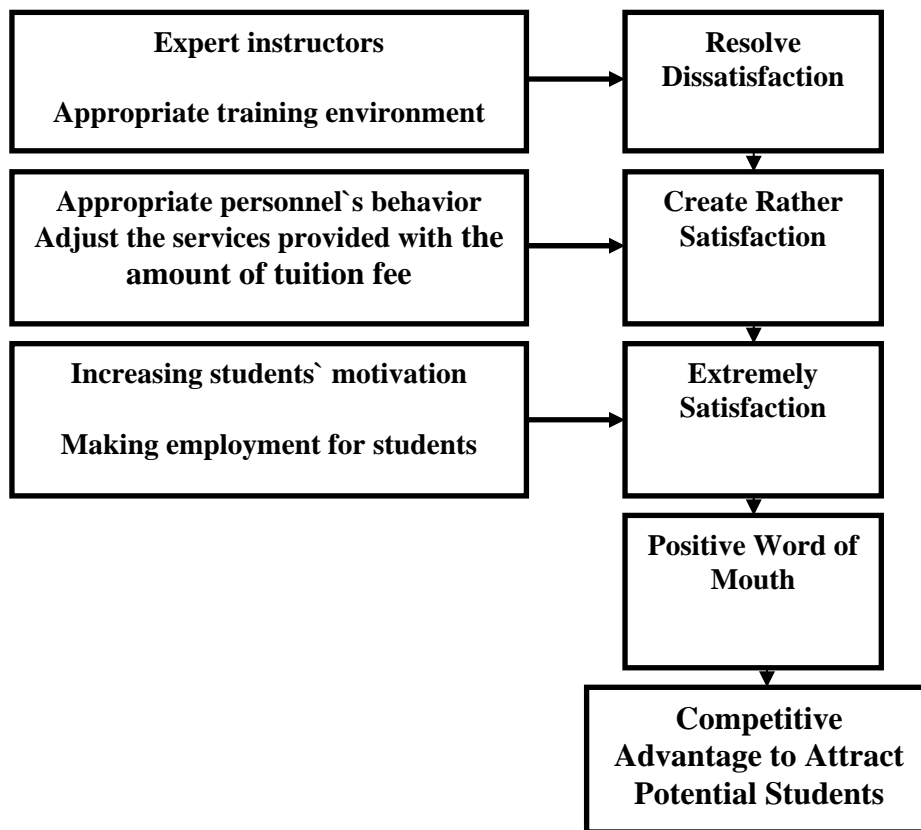 Expert instructors
Appropriate training environment
Resolve
Dissatisfaction
Appropriate personnel`s behavior
Adjust the services provided with the
amount of tuition fee
Create Rather
Satisfaction
Increasing students` motivation
Making employment for students
Extremely
Satisfaction
Positive Word of
Mouth
Competitive
Advantage to Attract
Potential Students